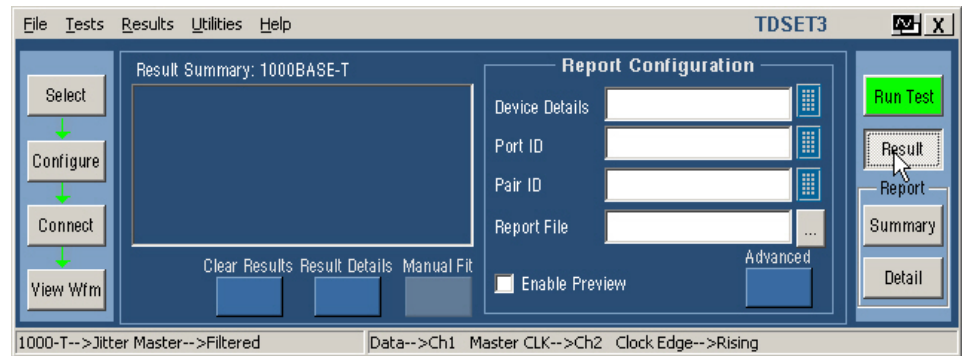 File Tests Results Utilities Help TDSET3 X
Select
Configure
Connect
View Wfm
Result Summary: 1000BASE-T
Clear Results Result Details Manual Fit
Report Configuration
Device Details
Port ID
Pair ID
Report File ...
Enable Preview
Advanced
Run Test
Result
Report
Summary
Detail
1000-T-->Jitter Master-->Filtered Data-->Ch1 Master CLK-->Ch2 Clock Edge-->Rising